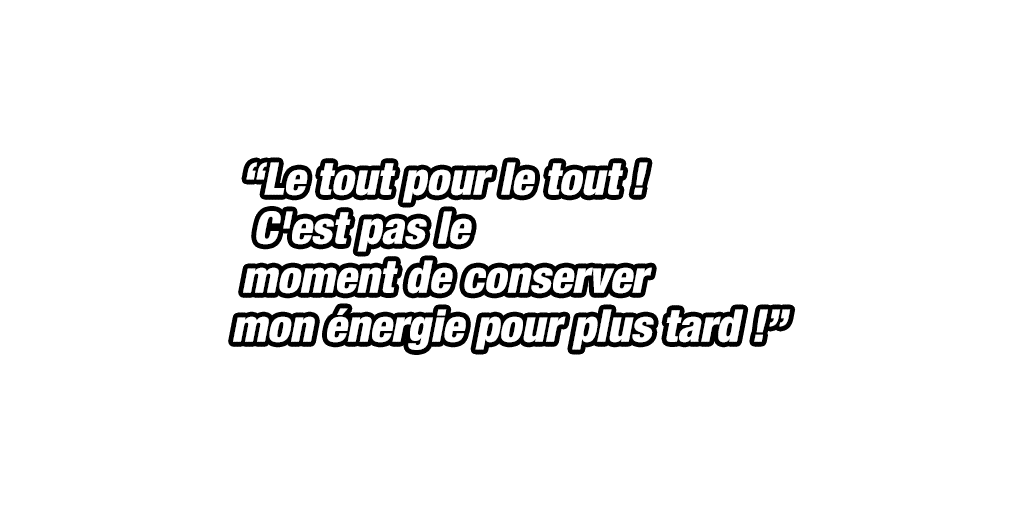 “Le tout pour le tout !
C'est pas le
moment de conserver
mon énergie pour plus tard !”